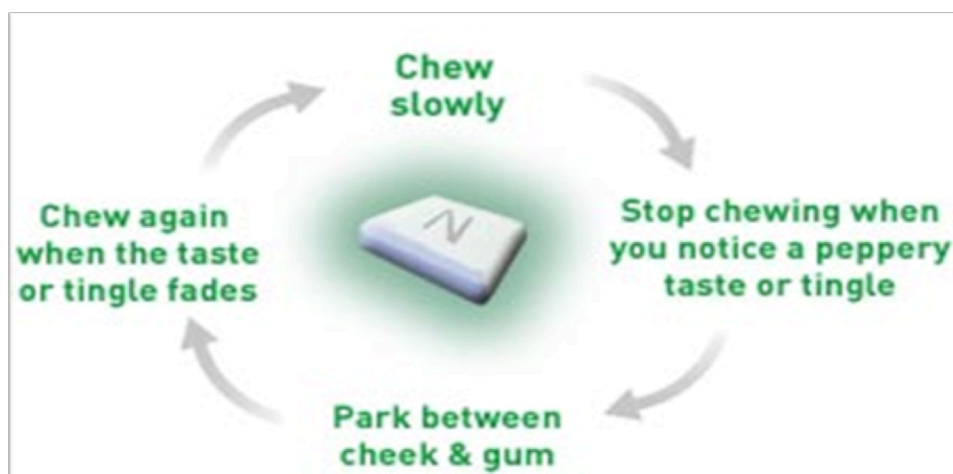 Chew
slowly
Stop chewing when
you notice a peppery
taste or tingle
Park between
cheek & gum
Chew again
when the taste
or tingle fades
N